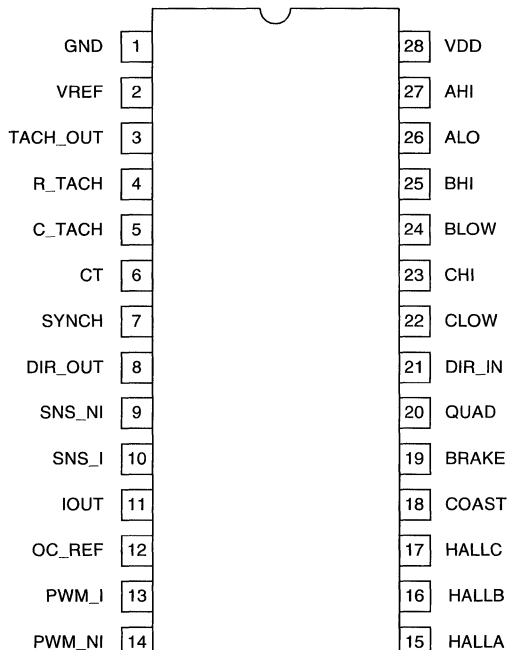 GND 1 28 VDD
VREF 2 27 AHI
TACH_OUT 3 26 ALO
R_TACH 4 25 BHI
C_TACH 5 24 BLOW
CT 6 23 CHI
SYNCH 7 22 CLOW
DIR_OUT 8 21 DIR_IN
SNS_NI 9 20 QUAD
SNS_I 10 19 BRAKE
IOUT 11 18 COAST
OC_REF 12 17 HALLC
PWM_I 13 16 HALLB
PWM_NI 14 15 HALLA